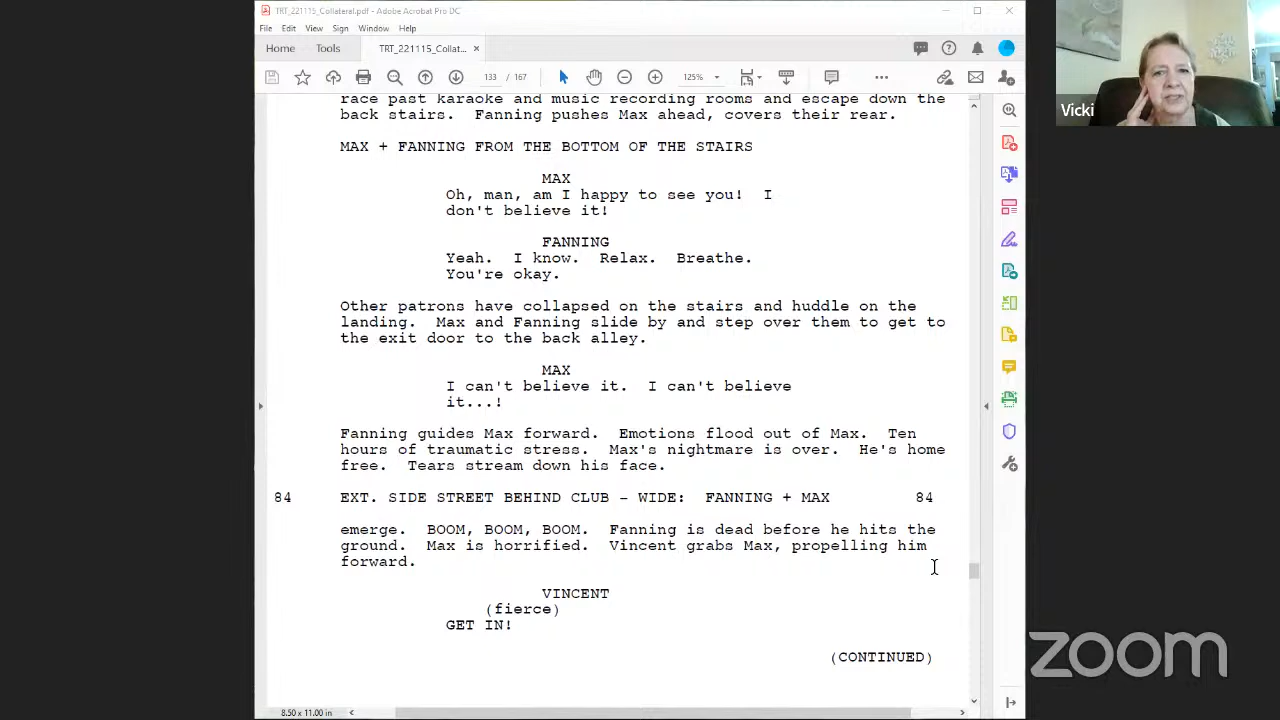 TRT_221115_Collateral.pdf - Adobe Acrobat Pro DC
File Edit View Sign Window Help
Home Tools TRT_221115_Collat... ×
133 / 167 125%
Vicki
race past karaoke and music recording rooms and escape down the
back stairs. Fanning pushes Max ahead, covers their rear.
MAX + FANNING FROM THE BOTTOM OF THE STAIRS
MAX
Oh, man, am I happy to see you! I
don't believe it!
FANNING
Yeah. I know. Relax. Breathe.
You're okay.
Other patrons have collapsed on the stairs and huddle on the
landing. Max and Fanning slide by and step over them to get to
the exit door to the back alley.
MAX
I can't believe it. I can't believe
it...!
Fanning guides Max forward. Emotions flood out of Max. Ten
hours of traumatic stress. Max's nightmare is over. He's home
free. Tears stream down his face.
84 EXT. SIDE STREET BEHIND CLUB – WIDE: FANNING + MAX 84
emerge. BOOM, BOOM, BOOM. Fanning is dead before he hits the
ground. Max is horrified. Vincent grabs Max, propelling him
forward.
VINCENT
(fierce)
GET IN!
(CONTINUED)
8.50 x 11.00 in
zoom